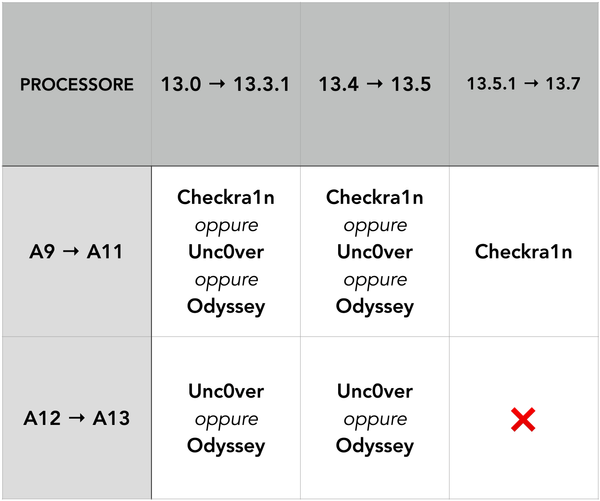 PROCESSORE 13.0 → 13.3.1 13.4 → 13.5 13.5.1 → 13.7
Checkra1n Checkra1n
oppure oppure
A9 → A11 Unc0ver Unc0ver Checkra1n
oppure oppure
Odyssey Odyssey
Unc0ver Unc0ver
A12 → A13 oppure oppure ❌
Odyssey Odyssey